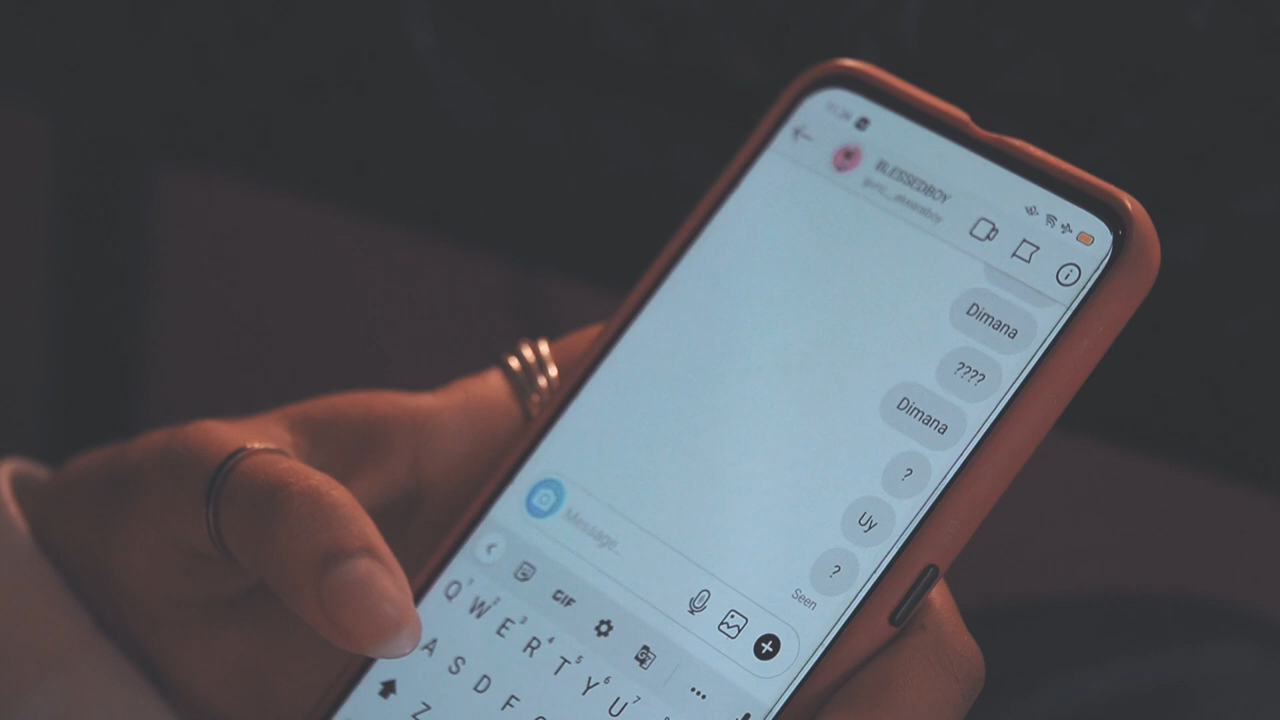 BLESSEDBOY
Dimana
????
Dimana
?
Uy
?
Seen
Message...
GIF
Q W E R T Y U
A S D F
Z